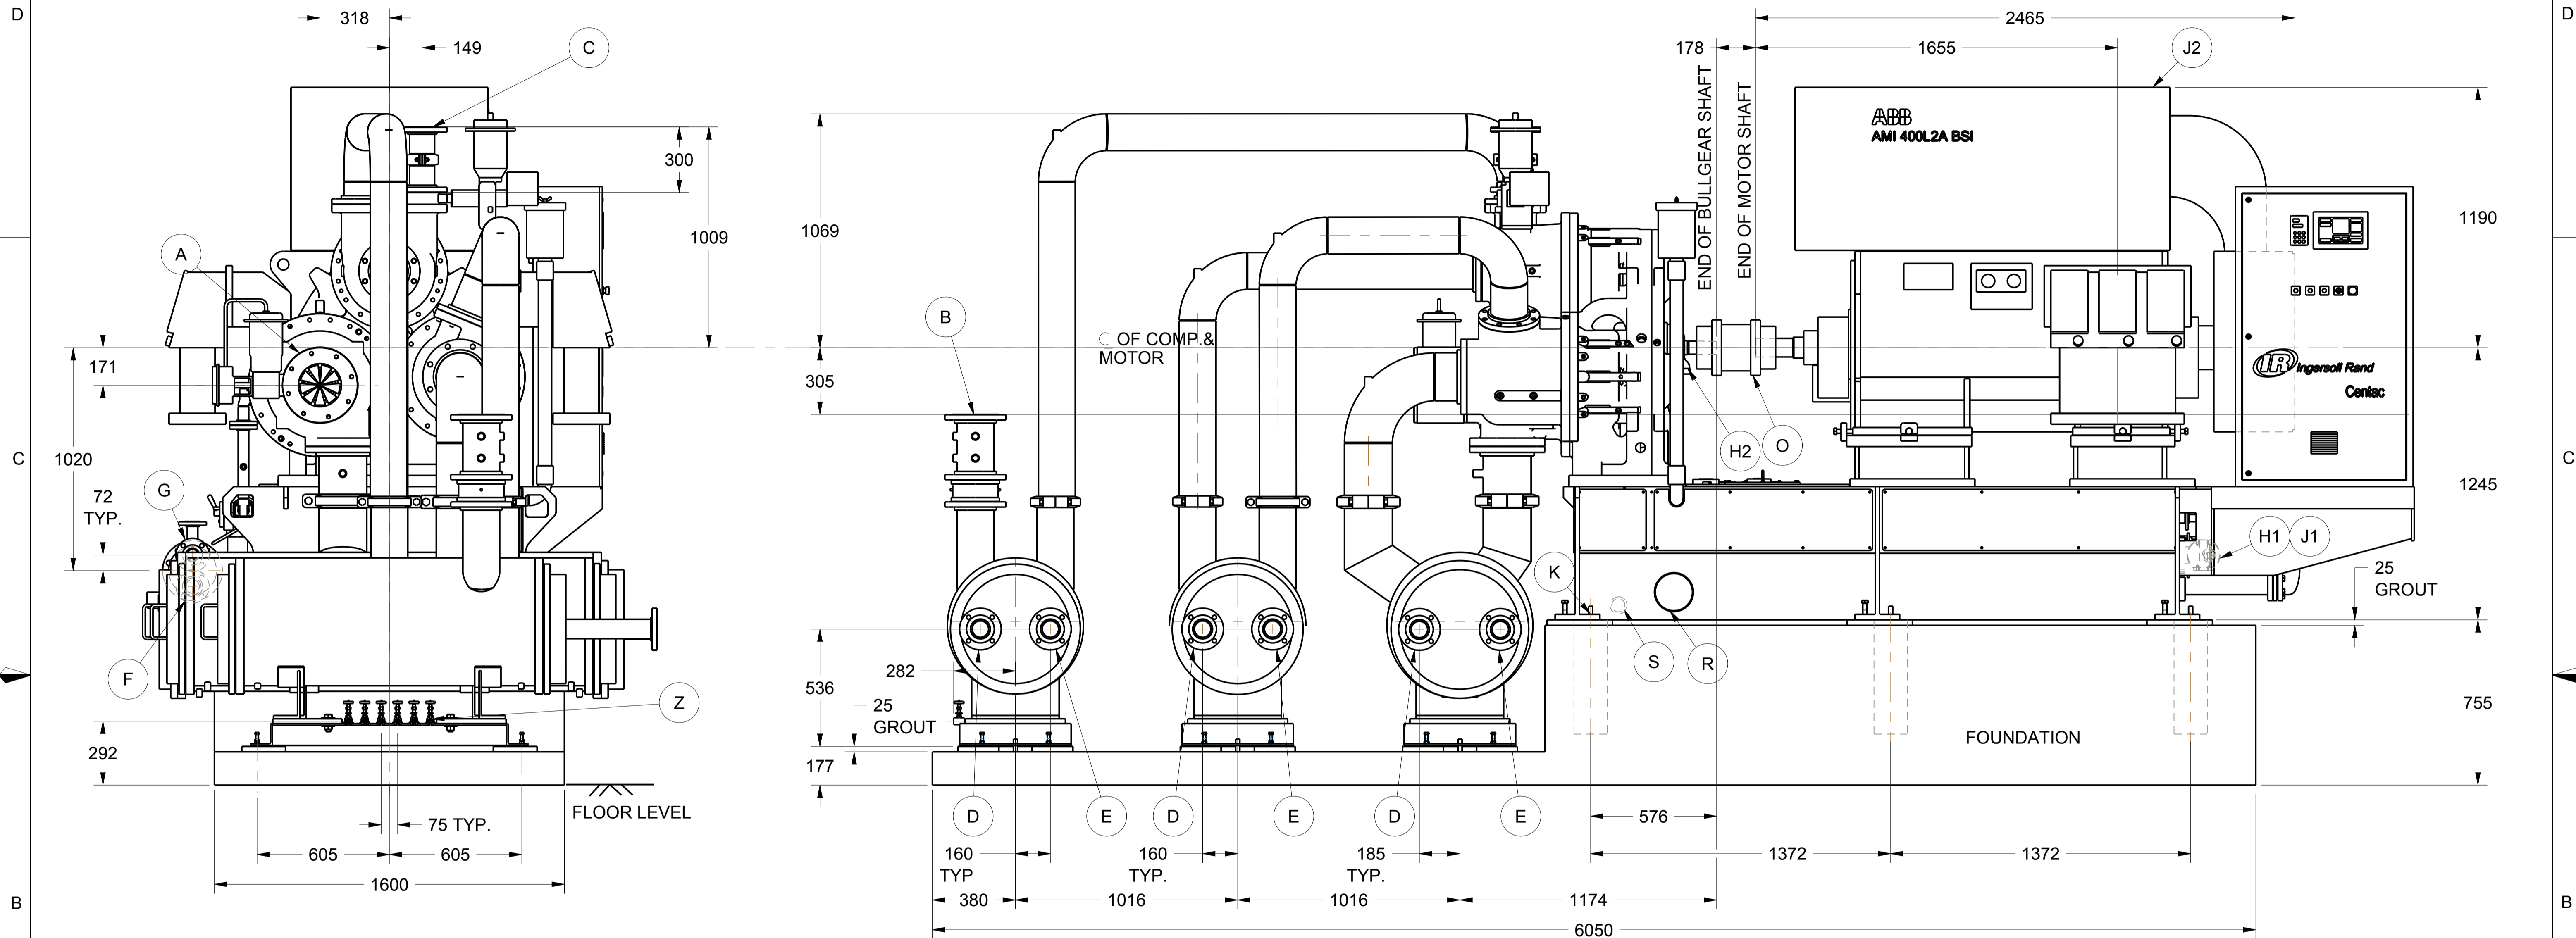 D
318
149
C
A
300
1009
171
1020
72
TYP.
G
C
F
Z
292
75 TYP.
FLOOR LEVEL
605
605
1600
B
1069
B
℄ OF COMP.&
MOTOR
305
282
536
25
GROUT
177
D
E
D
E
D
E
160
TYP
160
TYP.
185
TYP.
380
1016
1016
1174
6050
2465
178
1655
J2
END OF BULLGEAR SHAFT
END OF MOTOR SHAFT
ABB
AMI 400L2A BSI
1190
IR Ingersoll Rand
Centac
H2
O
1245
H1
J1
K
25
GROUT
S
R
755
FOUNDATION
576
1372
1372
D
C
B